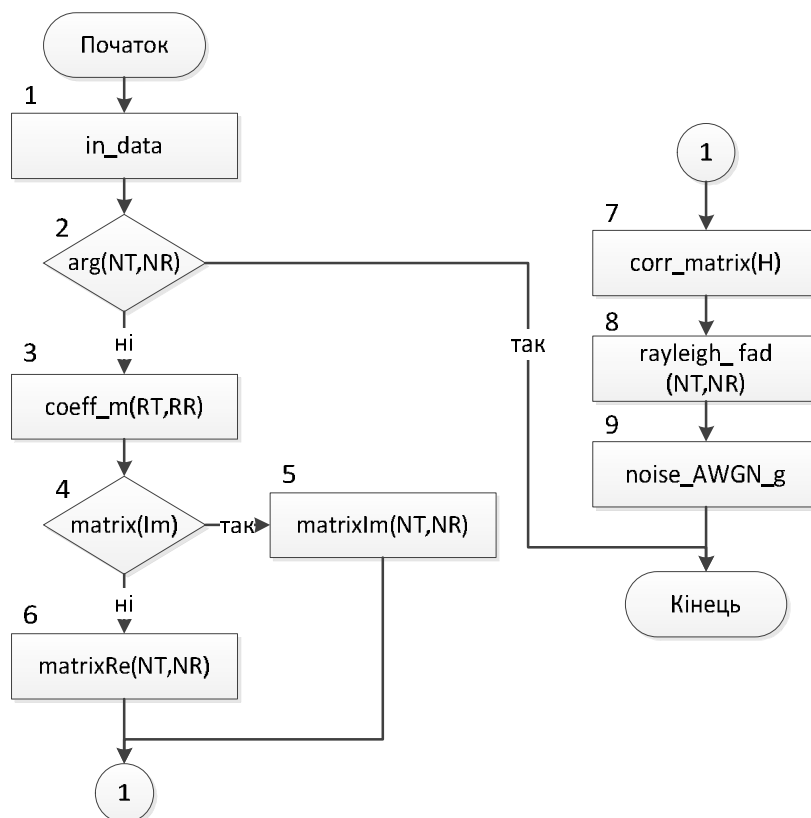 Початок
1
in_data
2
arg(NT,NR)
ні
так
3
coeff_m(RT,RR)
4
matrix(Im)
так
5
matrixIm(NT,NR)
ні
6
matrixRe(NT,NR)
1
1
7
corr_matrix(H)
8
rayleigh_ fad
(NT,NR)
9
noise_AWGN_g
Кінець